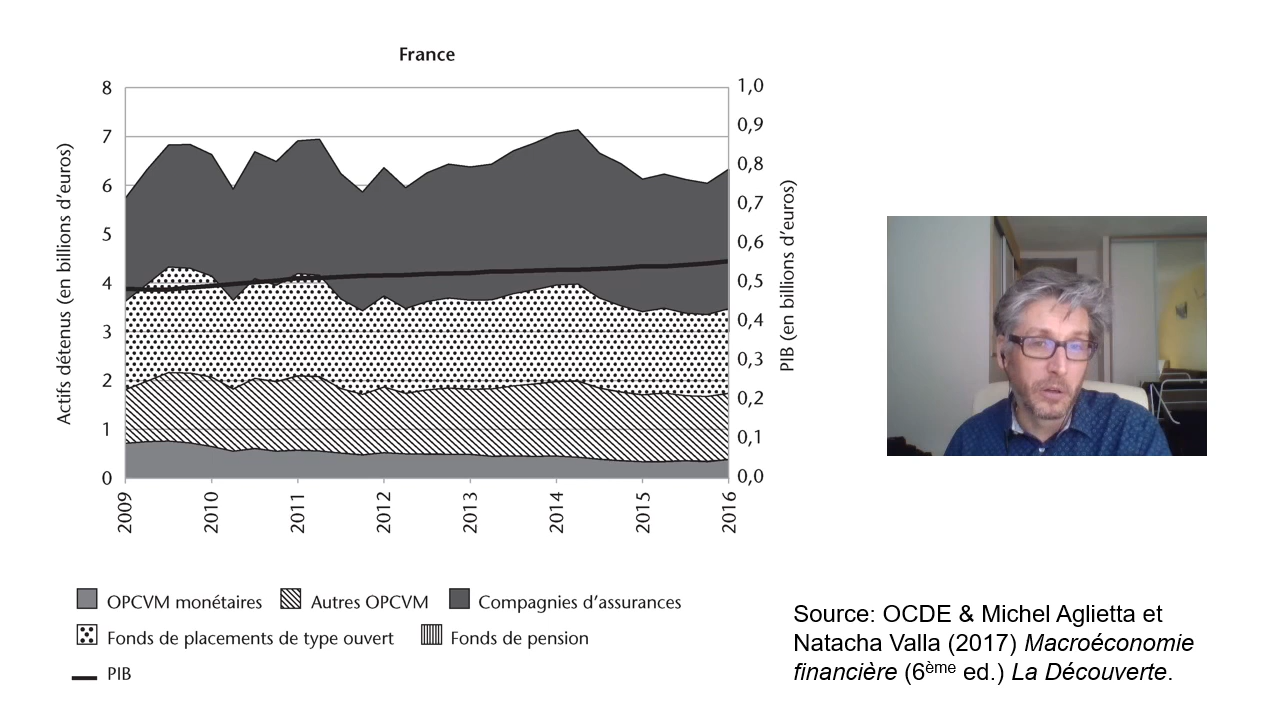 France
Actifs détenus (en billions d'euros)
8
7
6
5
4
3
2
1
0
1,0
0,9
0,8
0,7
0,6
0,5
0,4
0,3
0,2
0,1
0,0
PIB (en billions d'euros)
2009
2010
2011
2012
2013
2014
2015
2016
OPCVM monétaires
Autres OPCVM
Compagnies d'assurances
Fonds de placements de type ouvert
Fonds de pension
PIB
Source: OCDE & Michel Aglietta et
Natacha Valla (2017) Macroéconomie
financière (6ème ed.) La Découverte.